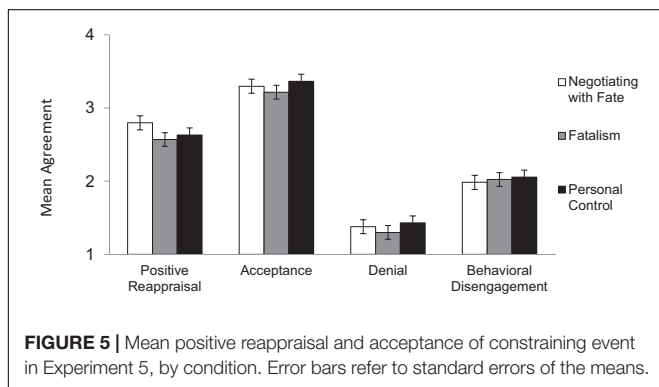 4
3
2
1
Mean Agreement
Positive
Reappraisal
Acceptance
Denial
Behavioral
Disengagement
Negotiating
with Fate
Fatalism
Personal
Control
FIGURE 5 | Mean positive reappraisal and acceptance of constraining event
in Experiment 5, by condition. Error bars refer to standard errors of the means.